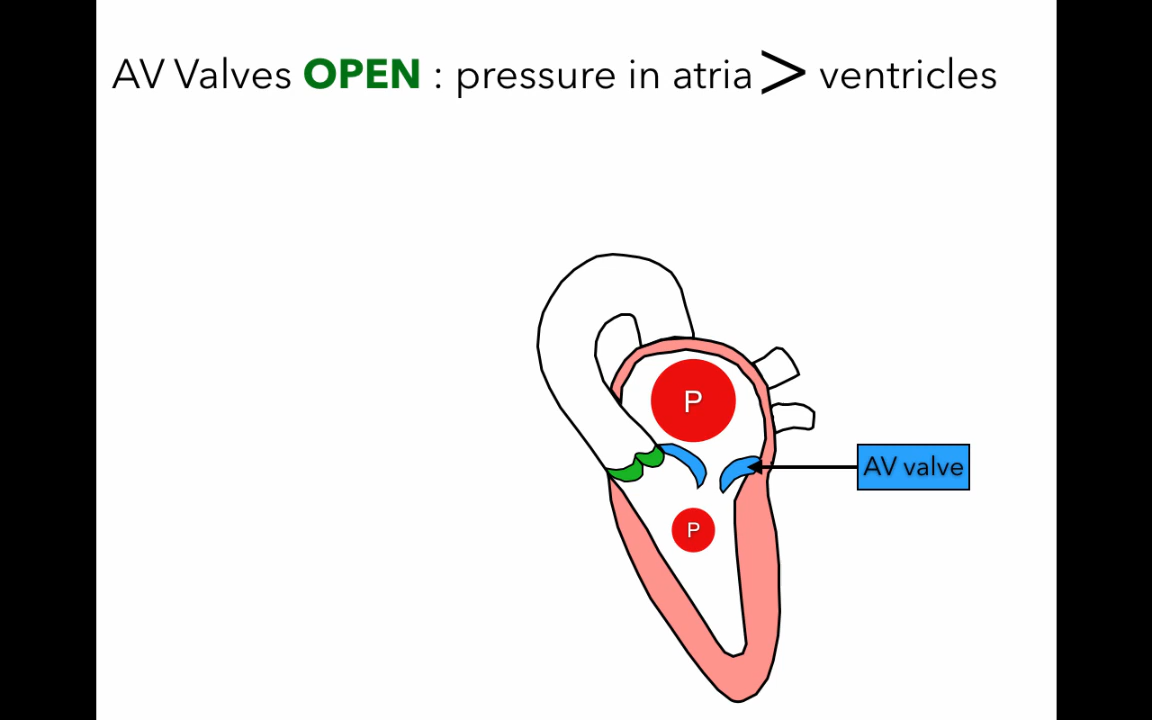 AV Valves OPEN : pressure in atria > ventricles
P
AV valve
P